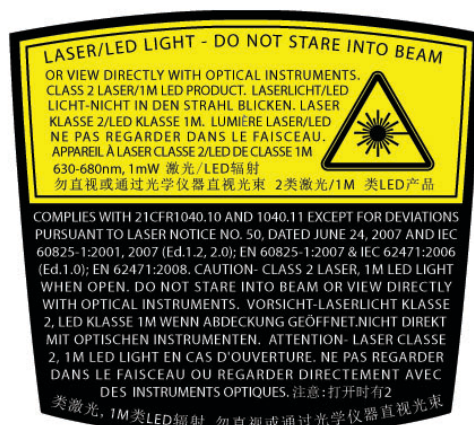 LASER/LED LIGHT - DO NOT STARE INTO BEAM
OR VIEW DIRECTLY WITH OPTICAL INSTRUMENTS.
CLASS 2 LASER/1M LED PRODUCT. LASERLICHT/LED
LICHT-NICHT IN DEN STRAHL BLICKEN. LASER
KLASSE 2/LED KLASSE 1M. LUMIÈRE LASER/LED
NE PAS REGARDER DANS LE FAISCEAU.
APPAREIL À LASER CLASSE 2/LED DE CLASSE 1M
630-680nm, 1mW 激光/LED辐射
勿直视或通过光学仪器直视光束 2类激光/1M 类LED产品
COMPLIES WITH 21CFR1040.10 AND 1040.11 EXCEPT FOR DEVIATIONS
PURSUANT TO LASER NOTICE NO. 50, DATED JUNE 24, 2007 AND IEC
60825-1:2001, 2007 (Ed.1.2, 2.0); EN 60825-1:2007 & IEC 62471:2006
(Ed.1.0); EN 62471:2008. CAUTION- CLASS 2 LASER, 1M LED LIGHT
WHEN OPEN. DO NOT STARE INTO BEAM OR VIEW DIRECTLY
WITH OPTICAL INSTRUMENTS. VORSICHT-LASERLICHT KLASSE
2, LED KLASSE 1M WENN ABDECKUNG GEÖFFNET.NICHT DIREKT
MIT OPTISCHEN INSTRUMENTEN. ATTENTION- LASER CLASSE
2, 1M LED LIGHT EN CAS D'OUVERTURE. NE PAS REGARDER
DANS LE FAISCEAU OU REGARDER DIRECTEMENT AVEC
DES INSTRUMENTS OPTIQUES. 注意:打开时有2
类激光, 1M类LED辐射, 勿直视或通过光学仪器直视光束